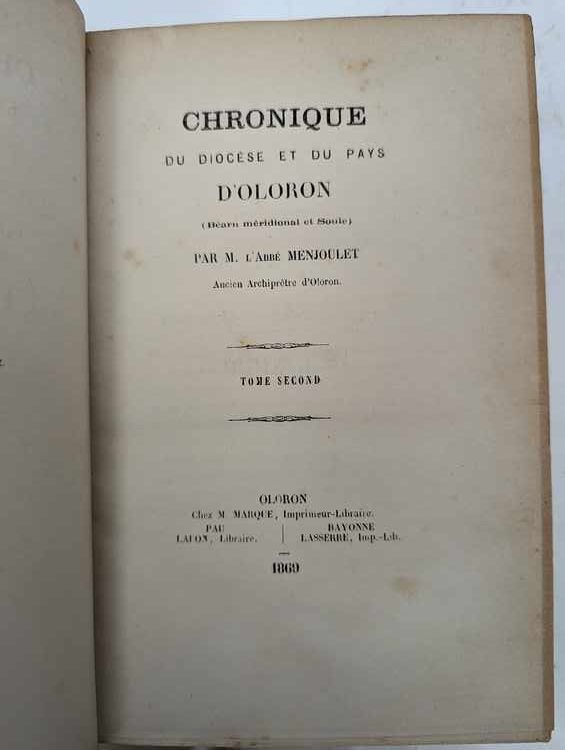 CHRONIQUE
DU DIOCÈSE ET DU PAYS
D'OLORON
(Béarn méridional et Soule)
PAR M. L'ABBÉ MENJOULET
Ancien Archiprêtre d'Oloron.
TOME SECOND
OLORON
Chez M. MARQUE, Imprimeur-Libraire.
PAU
LAFON, Libraire.
BAYONNE
LASSERRE, Imp.-Lib.
1869